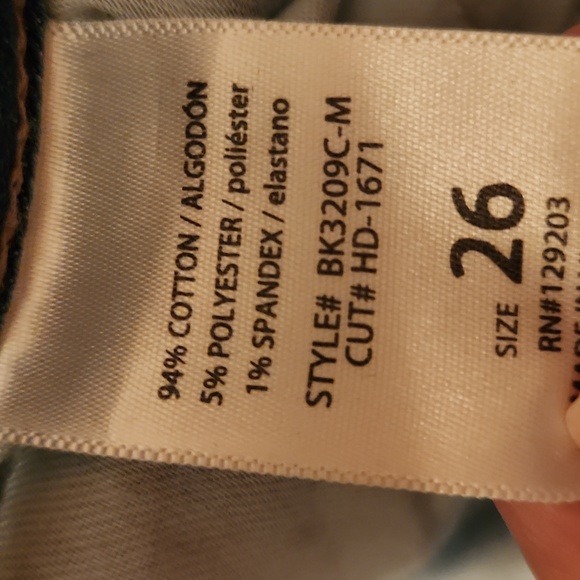 94% COTTON / ALGODÓN
5% POLYESTER / poliéster
1% SPANDEX / elastano
STYLE# BK3209C-M
CUT# HD-1671
SIZE 26
RN#129203